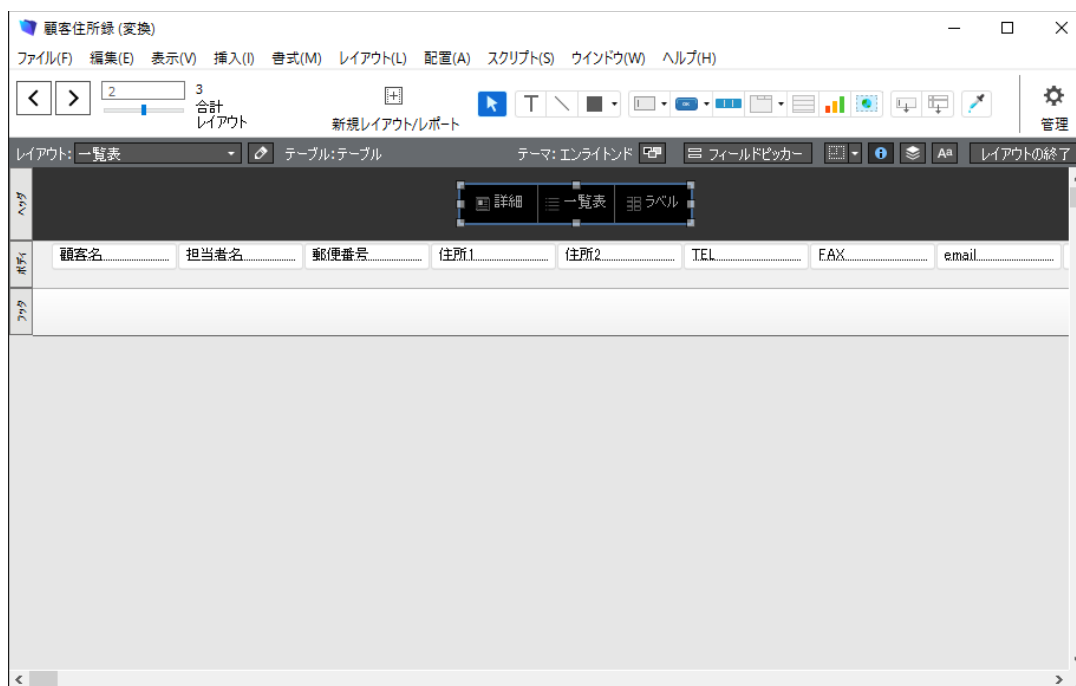 顧客住所録 (変換)
ファイル(F) 編集(E) 表示(V) 挿入(I) 書式(M) レイアウト(L) 配置(A) スクリプト(S) ウインドウ(W) ヘルプ(H)
2
3
合計
レイアウト
新規レイアウト/レポート
T
管理
レイアウト: 一覧表 テーブル:テーブル テーマ: エンライトンド フィールドピッカー Aa レイアウトの終了
ヘッダ
詳細 一覧表 ラベル
ボディ
顧客名 担当者名 郵便番号 住所1 住所2 TEL FAX email
フッタ